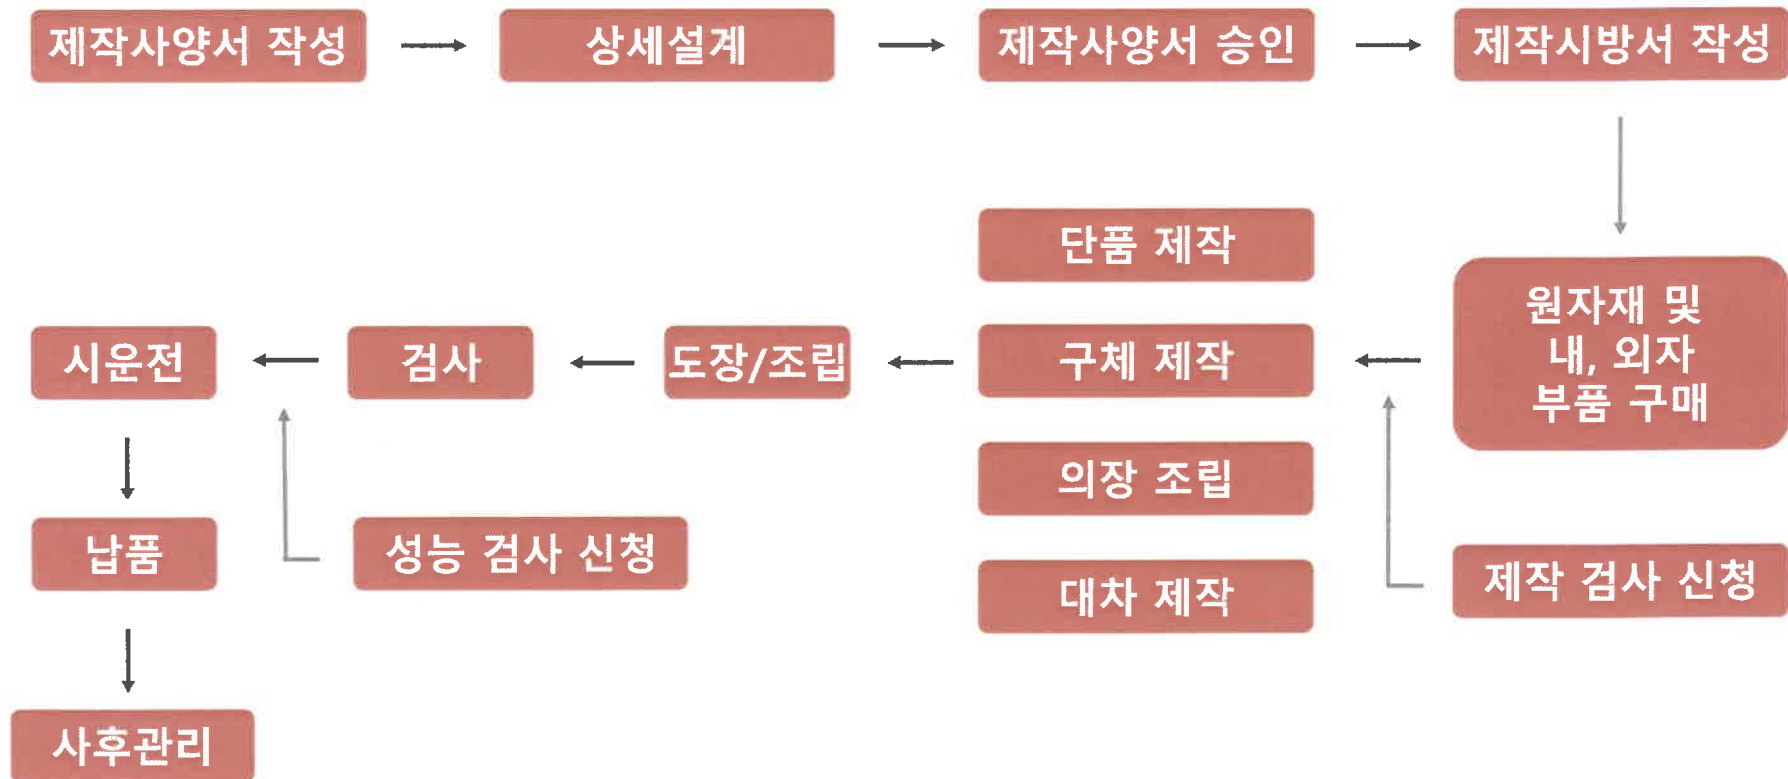 제작사양서 작성
상세설계
제작사양서 승인
제작시방서 작성
단품 제작
원자재 및
내, 외자
부품 구매
시운전
검사
도장/조립
구체 제작
의장 조립
납품
성능 검사 신청
대차 제작
제작 검사 신청
사후관리